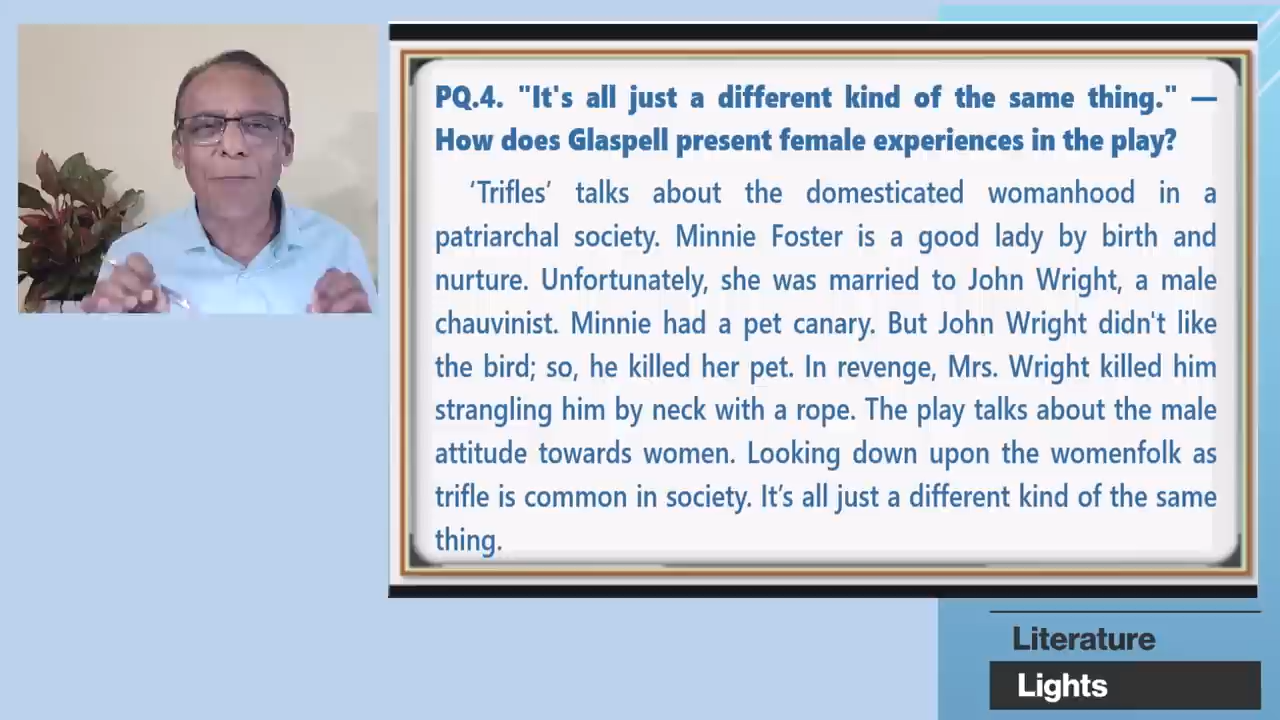 PQ.4. "It's all just a different kind of the same thing." —
How does Glaspell present female experiences in the play?
‘Trifles’ talks about the domesticated womanhood in a
patriarchal society. Minnie Foster is a good lady by birth and
nurture. Unfortunately, she was married to John Wright, a male
chauvinist. Minnie had a pet canary. But John Wright didn't like
the bird; so, he killed her pet. In revenge, Mrs. Wright killed him
strangling him by neck with a rope. The play talks about the male
attitude towards women. Looking down upon the womenfolk as
trifle is common in society. It’s all just a different kind of the same
thing.
Literature
Lights